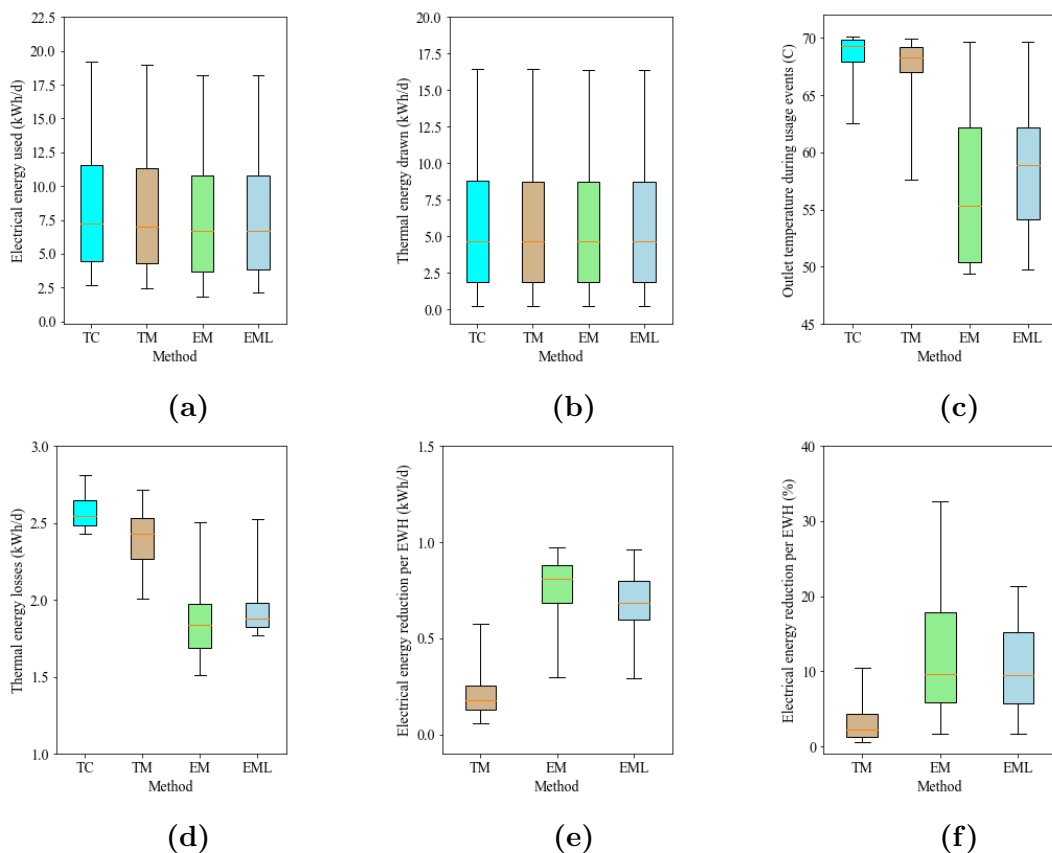 Electrical energy used (kWh/d)
22.5
20.0
17.5
15.0
12.5
10.0
7.5
5.0
2.5
0.0
TC TM EM EML
Method
(a)
Thermal energy drawn (kWh/d)
20.0
17.5
15.0
12.5
10.0
7.5
5.0
2.5
0.0
TC TM EM EML
Method
(b)
Outlet temperature during usage events (C)
70
65
60
55
50
45
TC TM EM EML
Method
(c)
Thermal energy losses (kWh/d)
3.0
2.5
2.0
1.5
1.0
TC TM EM EML
Method
(d)
Electrical energy reduction per EWH (kWh/d)
1.5
1.0
0.5
0.0
TM EM EML
Method
(e)
Electrical energy reduction per EWH (%)
40
30
20
10
0
TM EM EML
Method
(f)